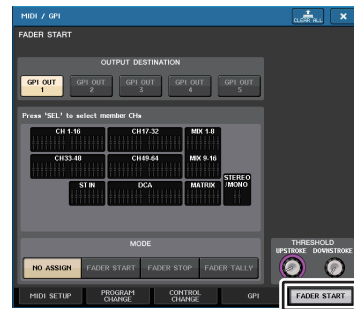 MIDI / GPI
CLEAR ALL
×
FADER START
OUTPUT DESTINATION
GPI OUT 1
GPI OUT 2
GPI OUT 3
GPI OUT 4
GPI OUT 5
Press 'SEL' to select member CHs
CH 1-16
CH17-32
MIX 1-8
CH33-48
CH49-64
MIX 9-16
ST IN
DCA
MATRIX
STEREO /MONO
MODE
NO ASSIGN
FADER START
FADER STOP
FADER TALLY
THRESHOLD
UPSTROKE
DOWNSTROKE
MIDI SETUP
PROGRAM CHANGE
CONTROL CHANGE
GPI
FADER START